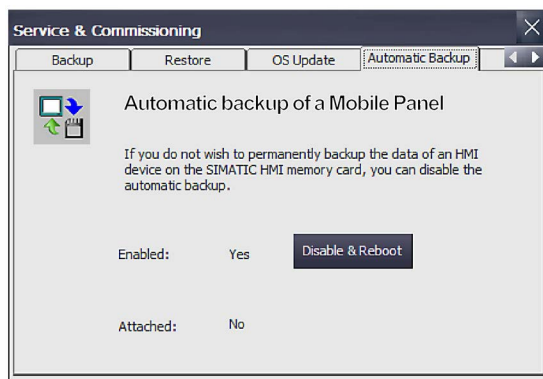 Service & Commissioning
Backup
Restore
OS Update
Automatic Backup
Automatic backup of a Mobile Panel
If you do not wish to permanently backup the data of an HMI
device on the SIMATIC HMI memory card, you can disable the
automatic backup.
Enabled: Yes Disable & Reboot
Attached: No